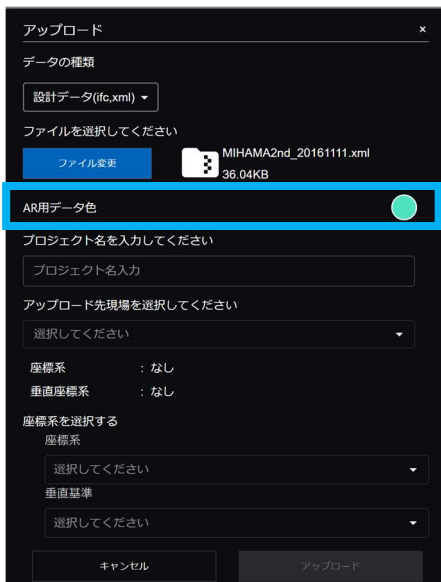 アップロード ×
データの種類
設計データ(ifc,xml)
ファイルを選択してください
ファイル変更 MIHAMA2nd_20161111.xml
36.04KB
AR用データ色
プロジェクト名を入力してください
プロジェクト名入力
アップロード先現場を選択してください
選択してください
座標系 : なし
垂直座標系 : なし
座標系を選択する
座標系
選択してください
垂直基準
選択してください
キャンセル アップロード